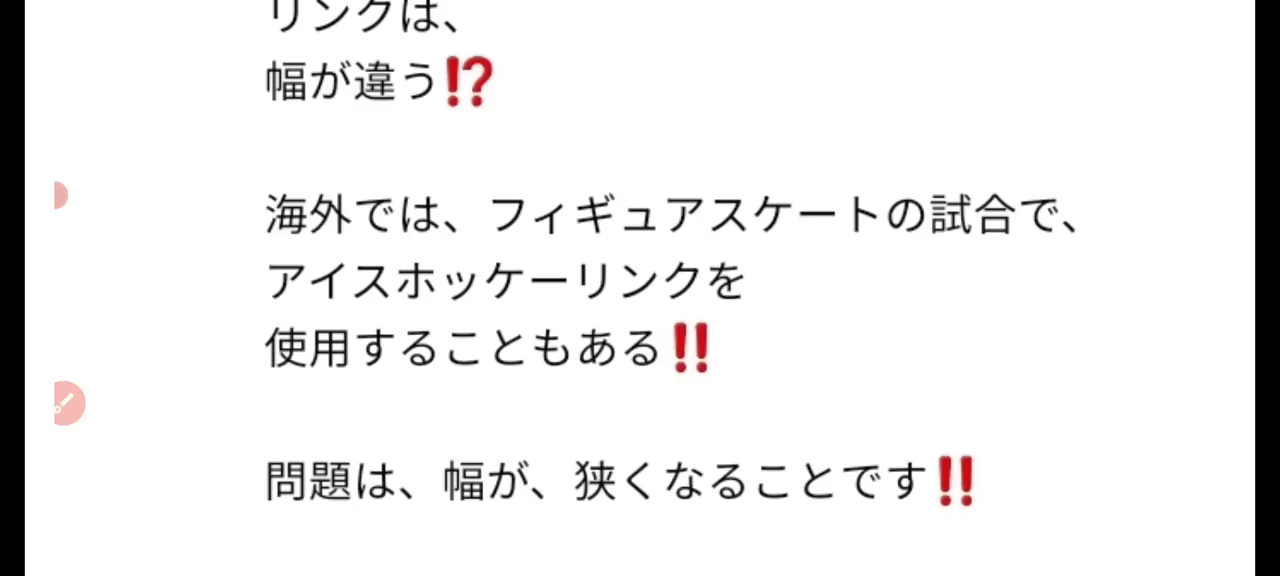 リンクは、
幅が違う⁉️
海外では、フィギュアスケートの試合で、
アイスホッケーリンクを
使用することもある‼️
問題は、幅が、狭くなることです‼️